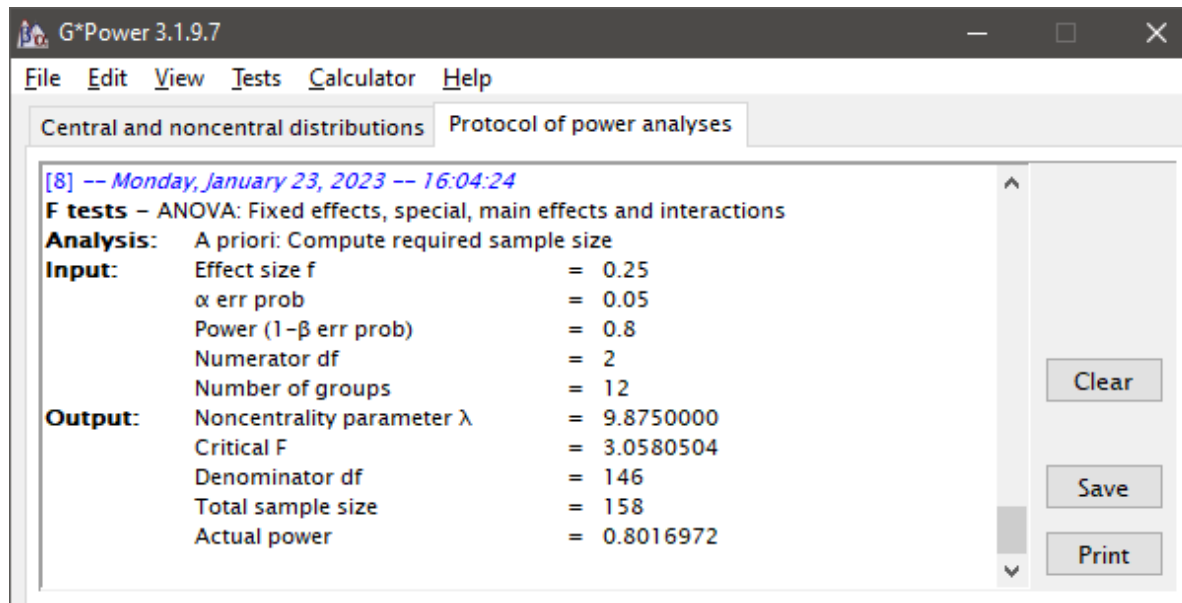 G*Power 3.1.9.7
File Edit View Tests Calculator Help
Central and noncentral distributions Protocol of power analyses
[8] -- Monday, January 23, 2023 -- 16:04:24
F tests – ANOVA: Fixed effects, special, main effects and interactions
Analysis: A priori: Compute required sample size
Input: Effect size f = 0.25
α err prob = 0.05
Power (1-β err prob) = 0.8
Numerator df = 2
Number of groups = 12
Output: Noncentrality parameter λ = 9.8750000
Critical F = 3.0580504
Denominator df = 146
Total sample size = 158
Actual power = 0.8016972
Clear
Save
Print